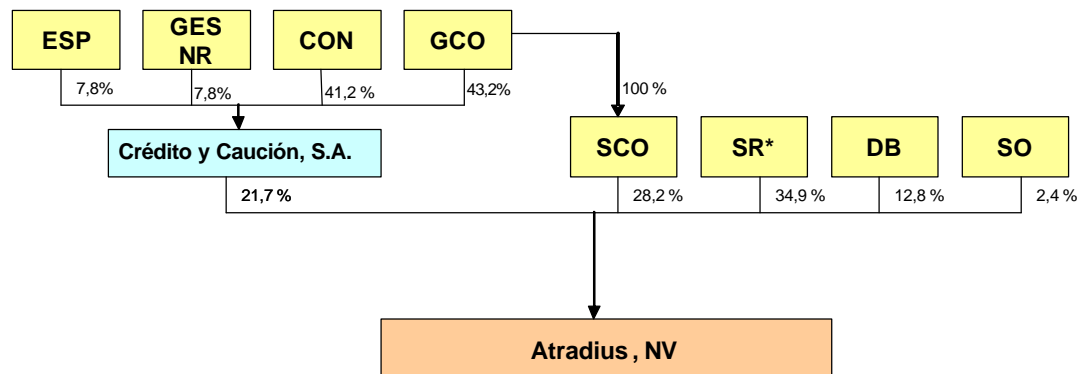 ESP
GES
NR
CON
GCO
7,8%
7,8%
41,2 %
43,2%
100 %
Crédito y Caución, S.A.
SCO
SR*
DB
SO
21,7 %
28,2 %
34,9 %
12,8 %
2,4 %
Atradius , NV